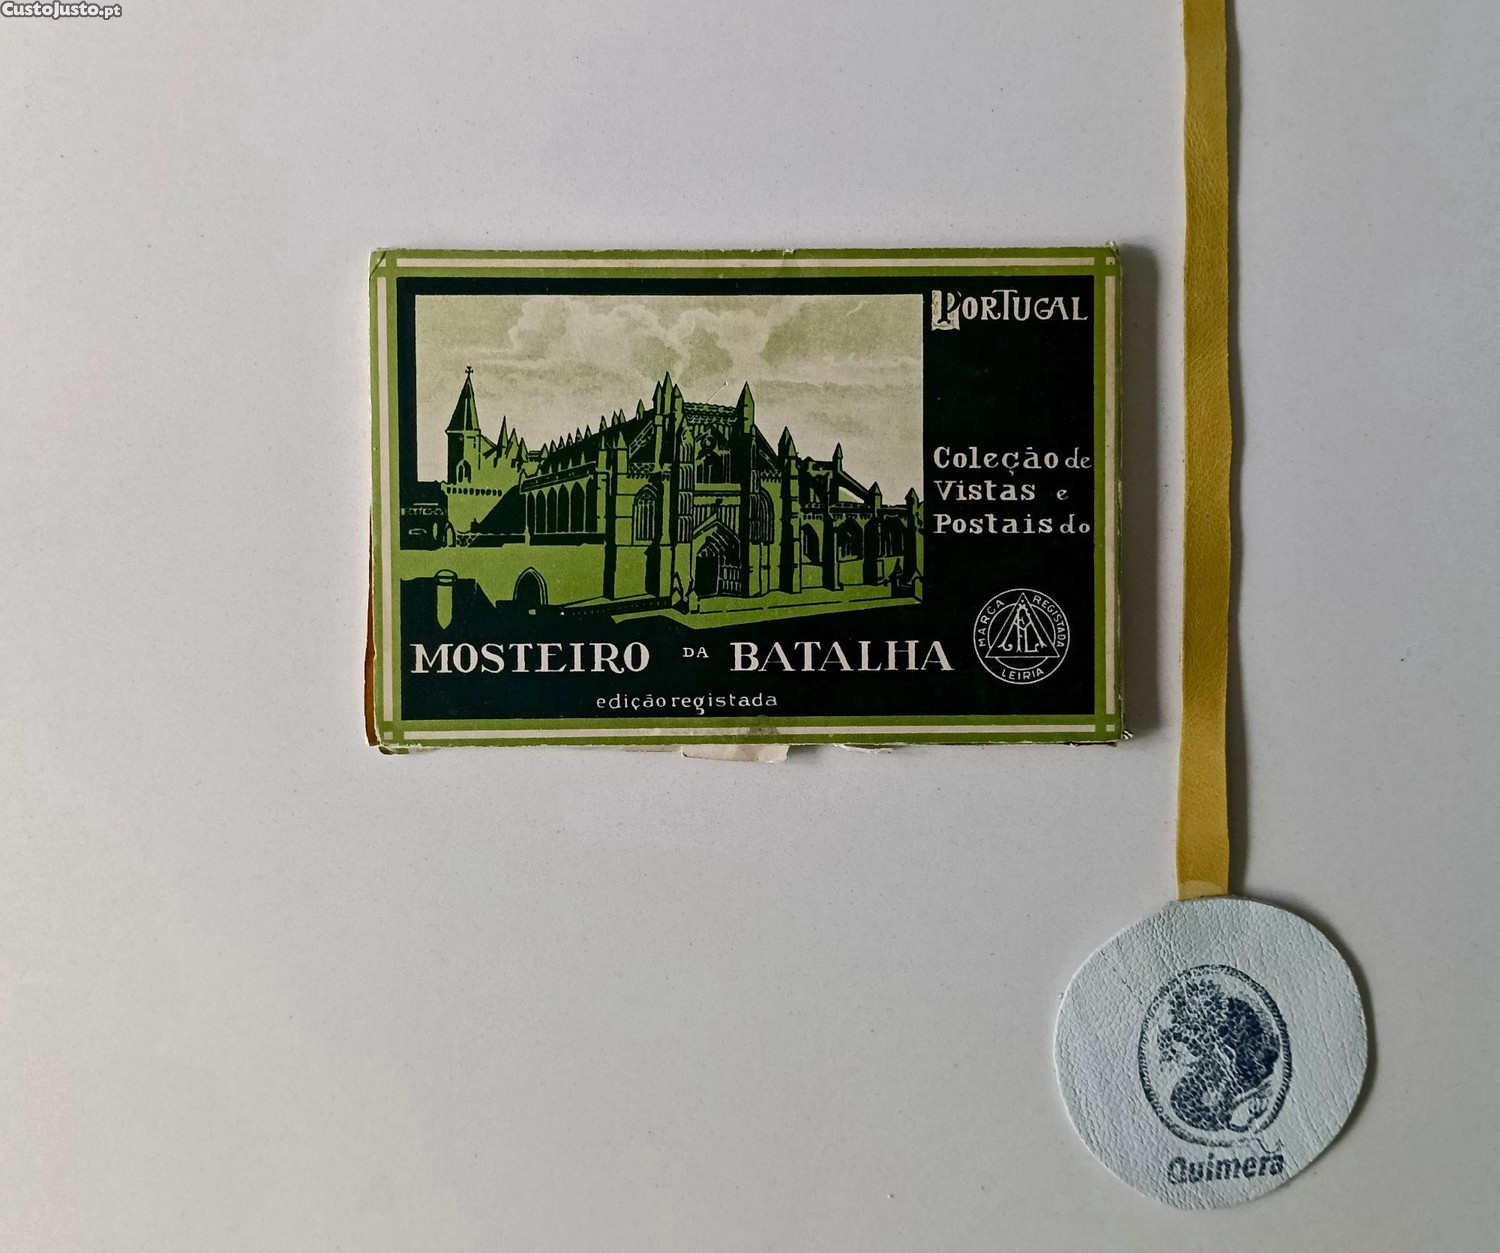 CustoJusto.pt
PORTUGAL
Coleção de
Vistas e
Postais do
MOSTEIRO DA BATALHA
edição registada
MARCA REGISTADA
LEIRIA
Quimera